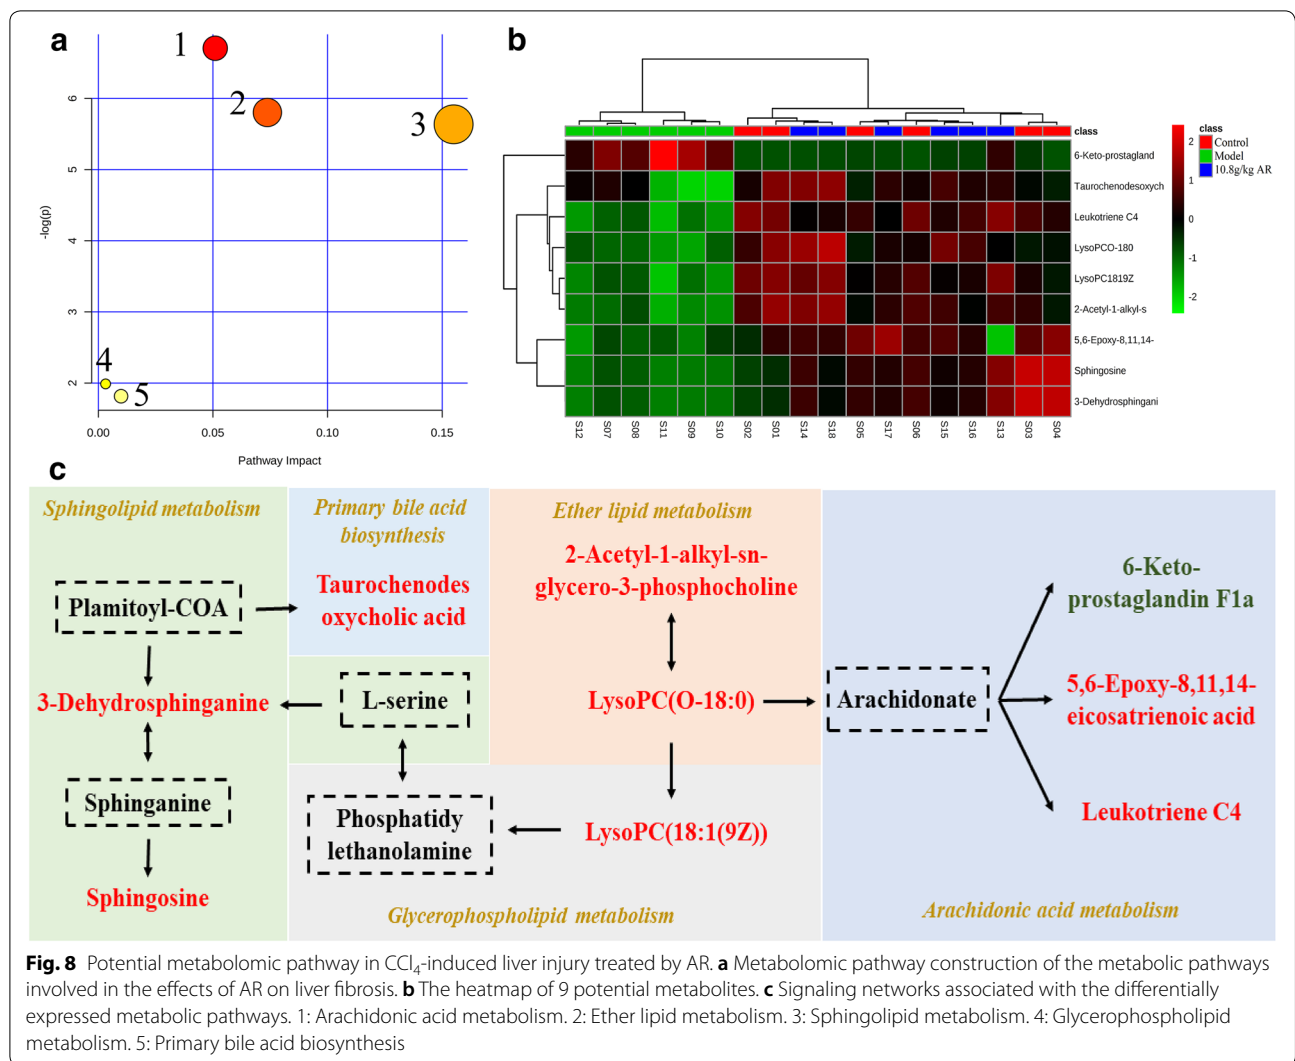 a
1
2
3
4
5
6
5
4
3
2
-log(p)
0.00
0.05
0.10
0.15
Pathway Impact
b
class
6-Keto-prostagland
Taurochenodesoxych
Leukotriene C4
LysoPCO-180
LysoPC1819Z
2-Acetyl-1-alkyl-s
5,6-Epoxy-8,11,14-
Sphingosine
3-Dehydrosphingani
S12
S07
S08
S11
S09
S10
S02
S01
S14
S18
S05
S17
S06
S15
S16
S13
S03
S04
2
1
0
-1
-2
class
Control
Model
10.8g/kg AR
c
Sphingolipid metabolism
Plamitoyl-COA
3-Dehydrosphinganine
Sphinganine
Sphingosine
Primary bile acid
biosynthesis
Taurochenodes
oxycholic acid
L-serine
Phosphatidy
lethanolamine
Ether lipid metabolism
2-Acetyl-1-alkyl-sn-
glycero-3-phosphocholine
LysoPC(O-18:0)
LysoPC(18:1(9Z))
Glycerophospholipid metabolism
Arachidonate
6-Keto-
prostaglandin F1a
5,6-Epoxy-8,11,14-
eicosatrienoic acid
Leukotriene C4
Arachidonic acid metabolism
Fig. 8 Potential metabolomic pathway in CCl4-induced liver injury treated by AR. a Metabolomic pathway construction of the metabolic pathways
involved in the effects of AR on liver fibrosis. b The heatmap of 9 potential metabolites. c Signaling networks associated with the differentially
expressed metabolic pathways. 1: Arachidonic acid metabolism. 2: Ether lipid metabolism. 3: Sphingolipid metabolism. 4: Glycerophospholipid
metabolism. 5: Primary bile acid biosynthesis